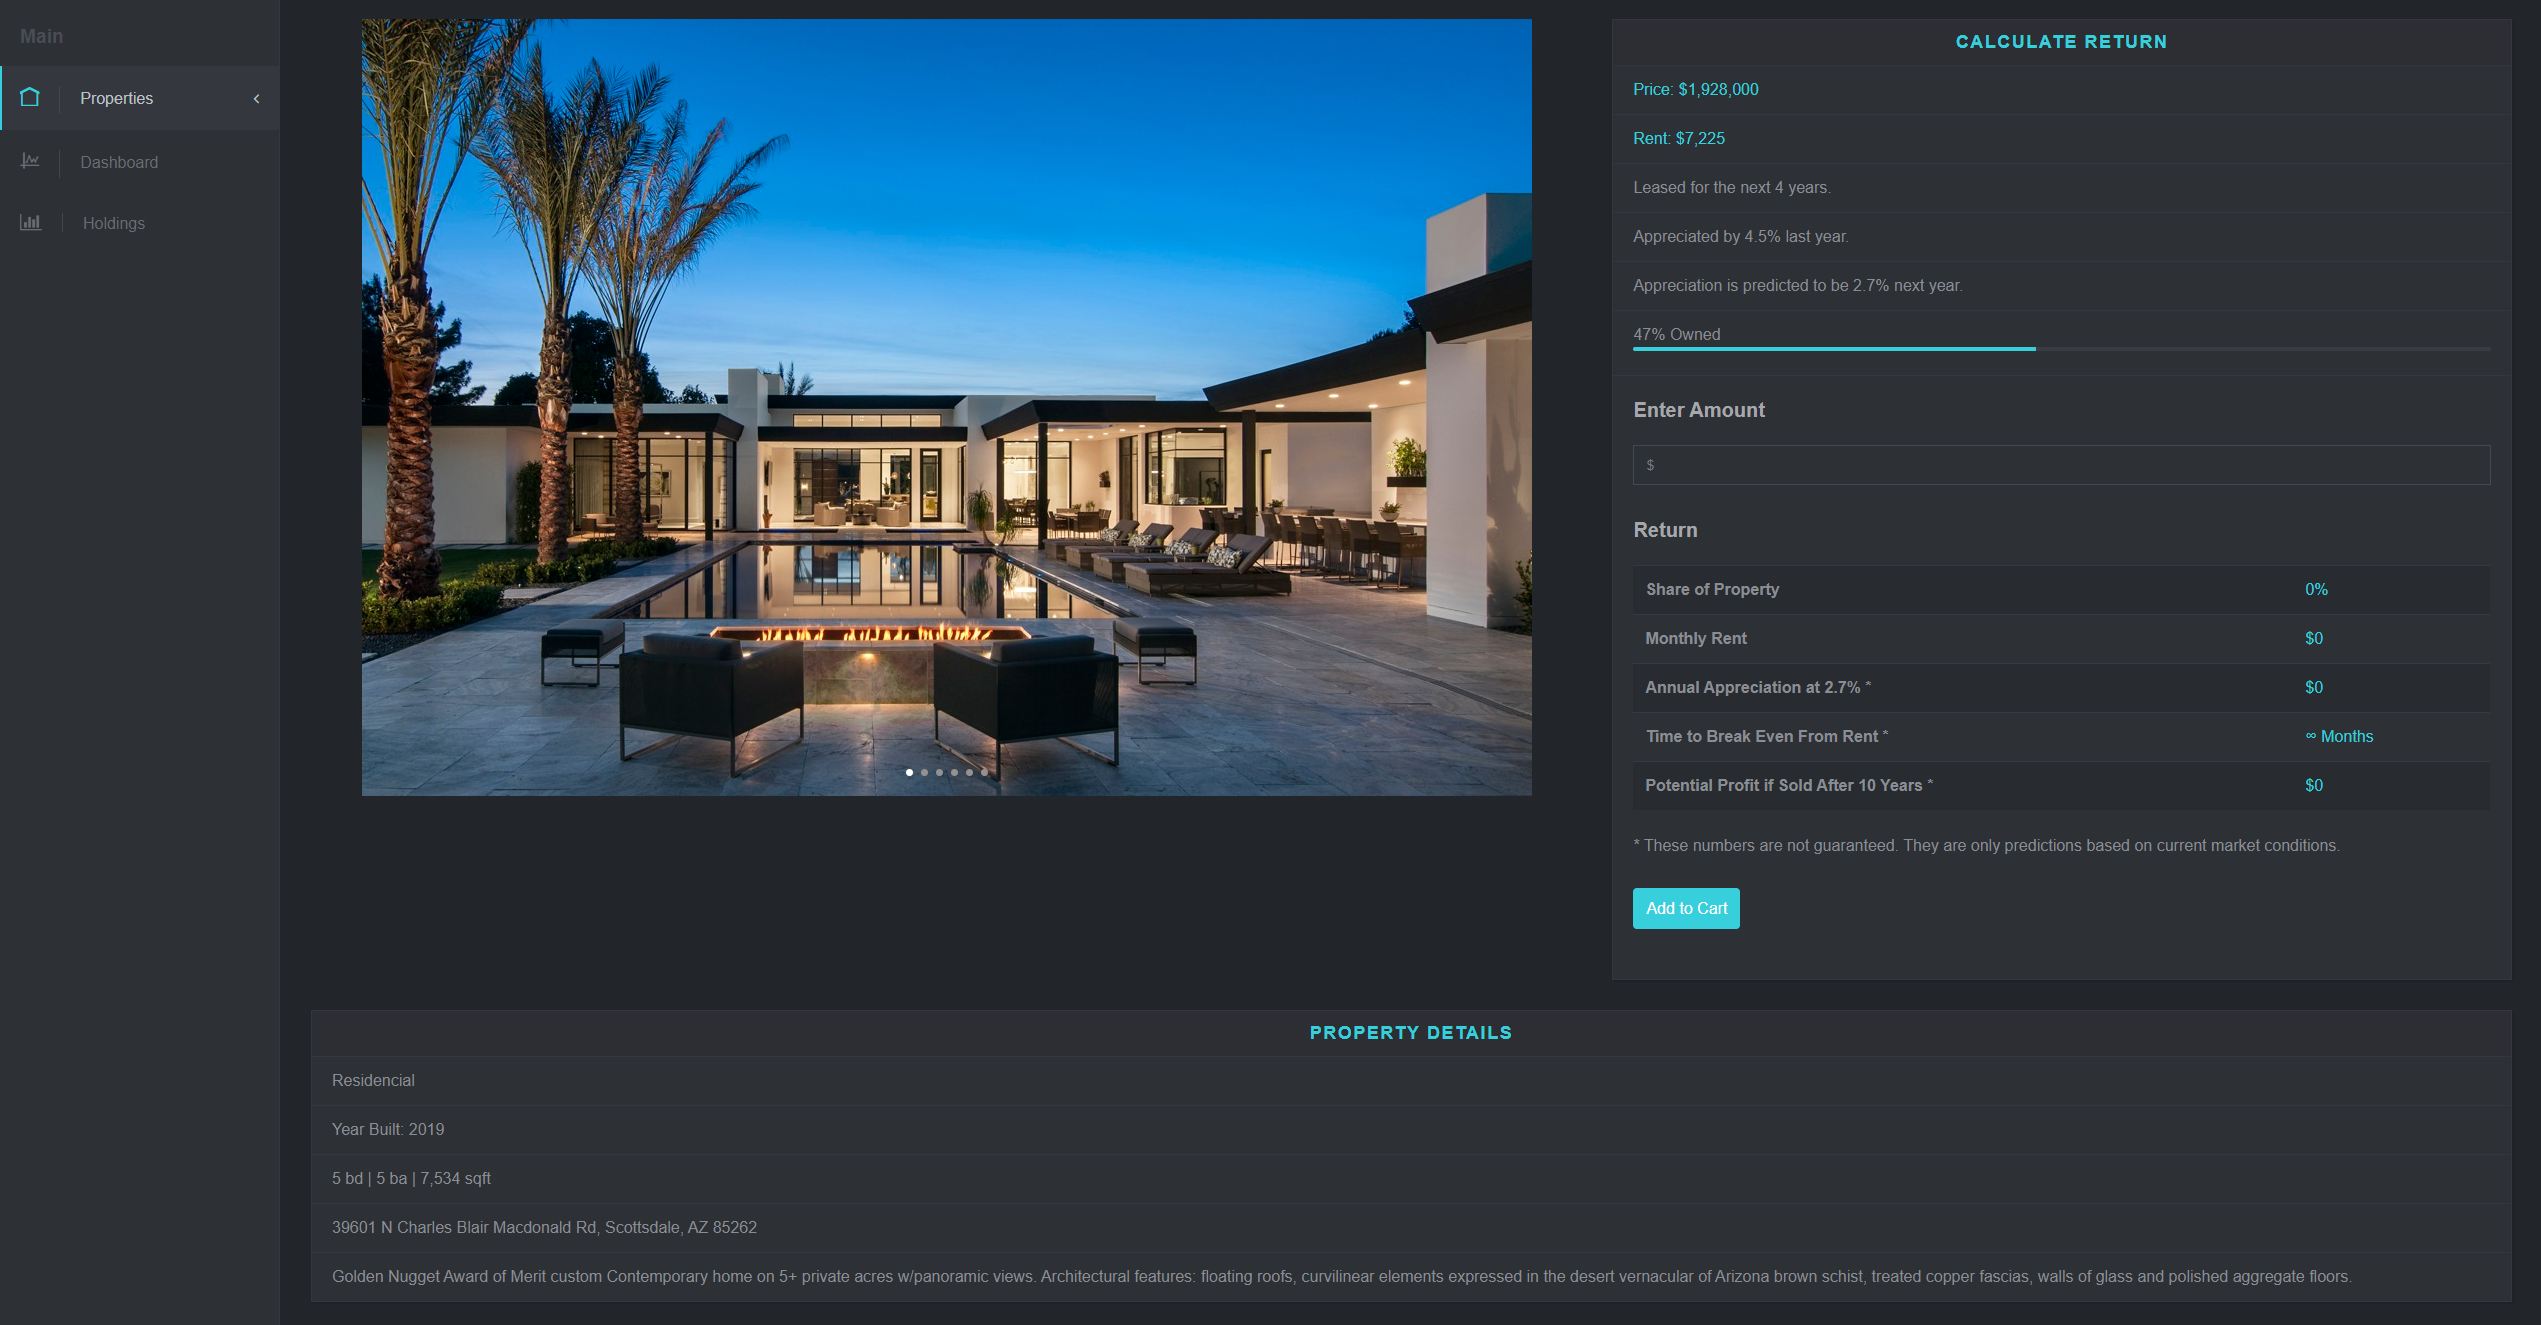 Main
Properties
Dashboard
Holdings
CALCULATE RETURN
Price: $1,928,000
Rent: $7,225
Leased for the next 4 years.
Appreciated by 4.5% last year.
Appreciation is predicted to be 2.7% next year.
47% Owned
Enter Amount
$
Return
Share of Property 0%
Monthly Rent $0
Annual Appreciation at 2.7% * $0
Time to Break Even From Rent * ∞ Months
Potential Profit if Sold After 10 Years * $0
* These numbers are not guaranteed. They are only predictions based on current market conditions.
Add to Cart
PROPERTY DETAILS
Residencial
Year Built: 2019
5 bd | 5 ba | 7,534 sqft
39601 N Charles Blair Macdonald Rd, Scottsdale, AZ 85262
Golden Nugget Award of Merit custom Contemporary home on 5+ private acres w/panoramic views. Architectural features: floating roofs, curvilinear elements expressed in the desert vernacular of Arizona brown schist, treated copper fascias, walls of glass and polished aggregate floors.